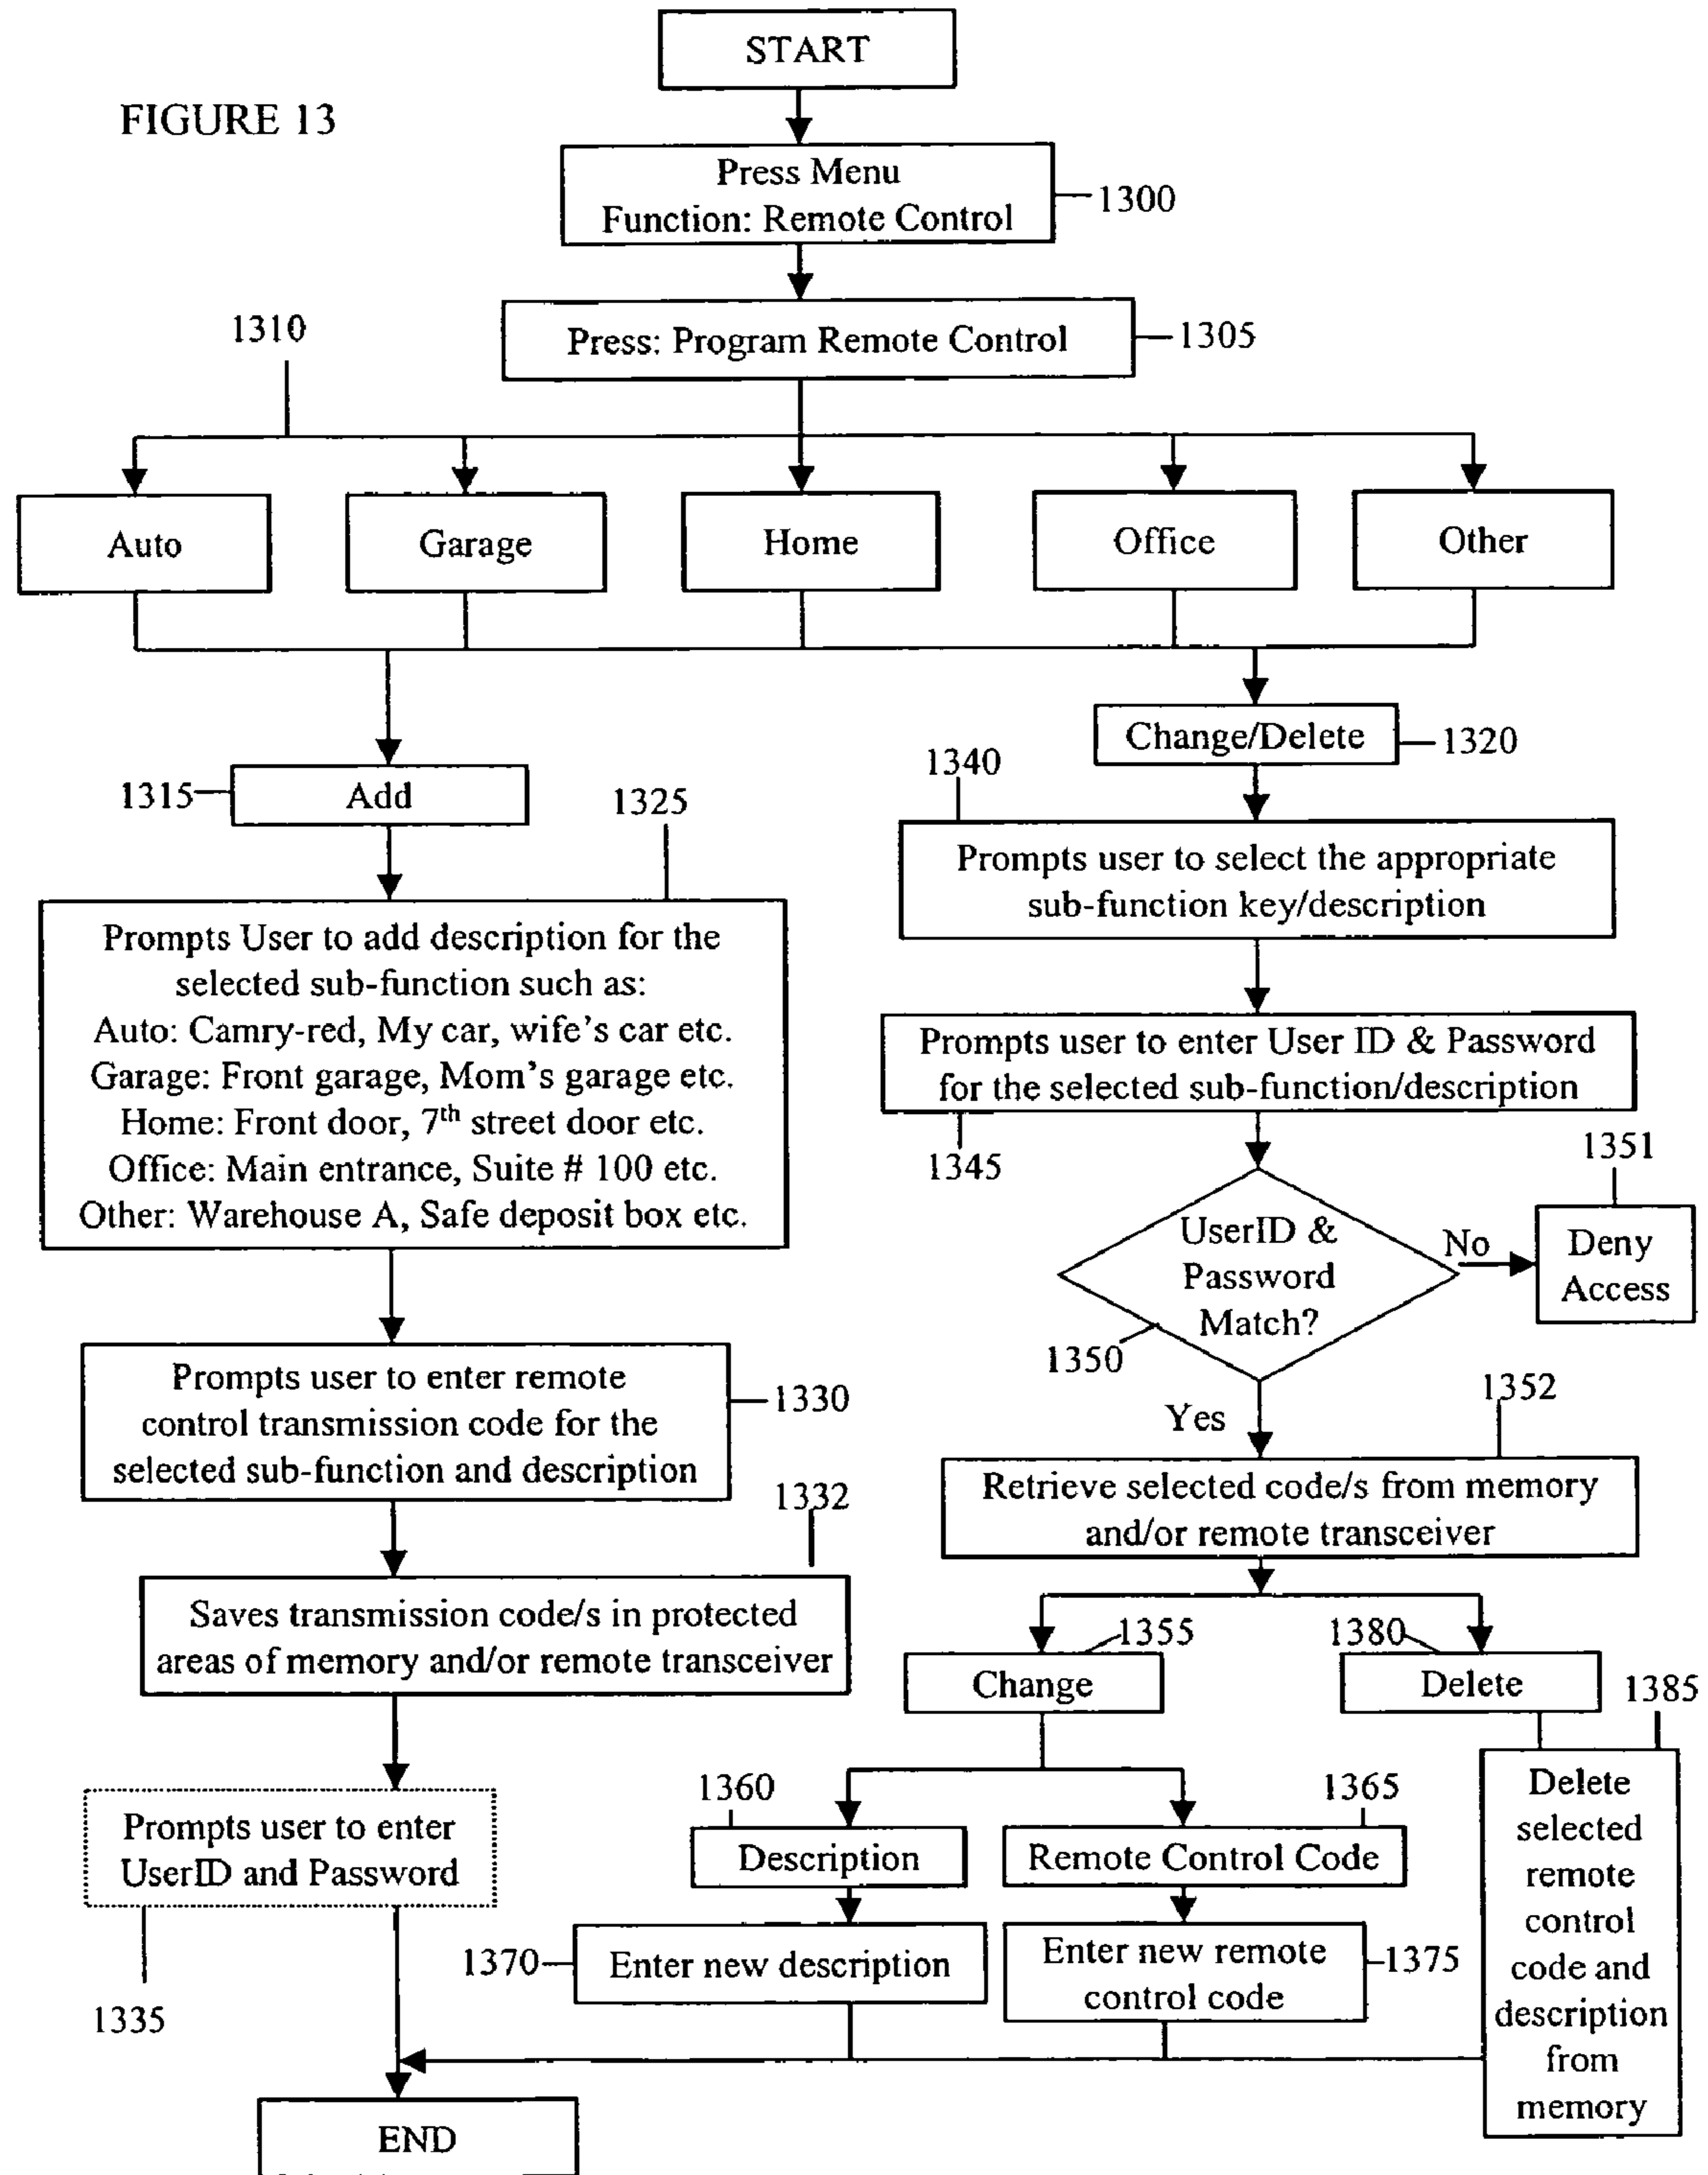 START
FIGURE 13
Press Menu
Function: Remote Control
1300
Press: Program Remote Control
1305
1310
Auto
Garage
Home
Office
Other
Change/Delete
1320
1315
Add
1325
1340
Prompts user to select the appropriate
sub-function key/description
Prompts User to add description for the
selected sub-function such as:
Auto: Camry-red, My car, wife's car etc.
Garage: Front garage, Mom's garage etc.
Home: Front door, 7th street door etc.
Office: Main entrance, Suite # 100 etc.
Other: Warehouse A, Safe deposit box etc.
Prompts user to enter User ID & Password
for the selected sub-function/description
1345
1351
UserID &
Password
Match?
No
Deny
Access
1350
Yes
1352
Prompts user to enter remote
control transmission code for the
selected sub-function and description
1330
1332
Retrieve selected code/s from memory
and/or remote transceiver
Saves transmission code/s in protected
areas of memory and/or remote transceiver
1355
1380
Change
Delete
1385
Prompts user to enter
UserID and Password
1335
1360
1365
Description
Remote Control Code
1370
Enter new description
Enter new remote
control code
1375
Delete
selected
remote
control
code and
description
from
memory
END